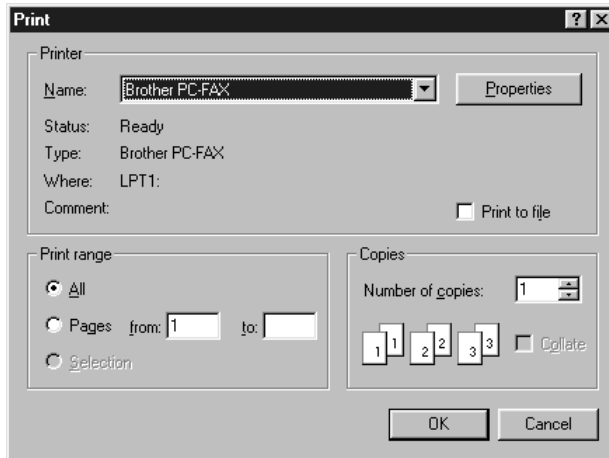 Print
Printer
Name: Brother PC-FAX Properties
Status: Ready
Type: Brother PC-FAX
Where: LPT1:
Comment: Print to file
Print range
All
Pages from: 1 to:
Selection
Copies
Number of copies: 1
1 1 2 2 3 3 Collate
OK Cancel